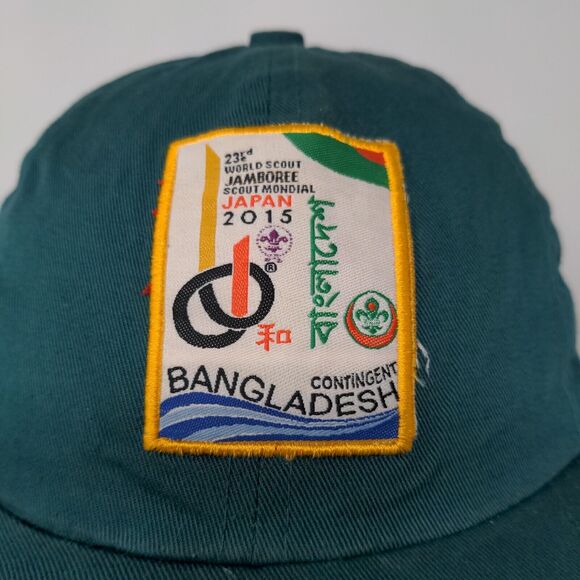 23rd
e
WORLD SCOUT
JAMBOREE
SCOUT MONDIAL
JAPAN
2015
®
和
CONTINGENT
BANGLADESH